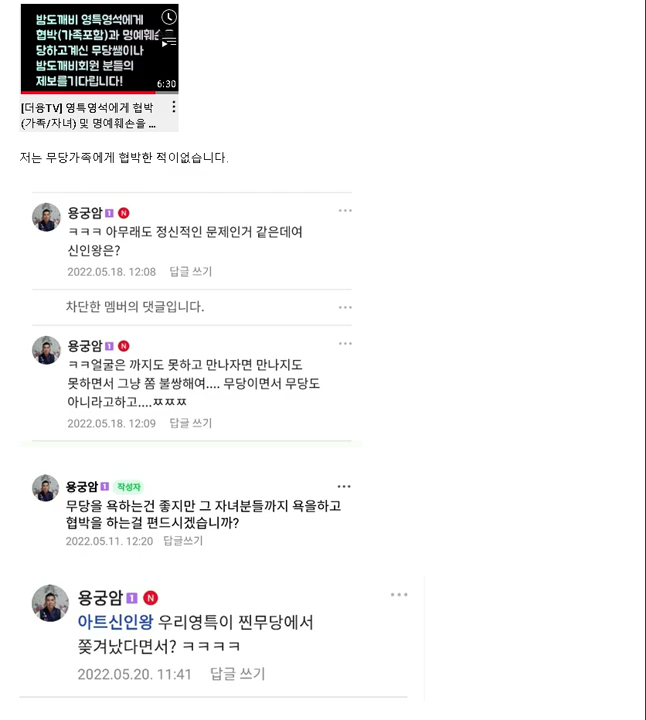 밤도깨비 영특영석에게
협박(가족포함)과 명예훼손
당하고계신 무당쌤이나
밤도깨비회원 분들의
제보를기다립니다!
6:30
[더용TV] 영특영석에게 협박
(가족/자녀) 및 명예훼손을 ...
저는 무당가족에게 협박한 적이없습니다.
용궁암 1 N
ㅋㅋㅋ 아무래도 정신적인 문제인거 같은데여
신인왕은?
2022.05.18. 12:08 답글 쓰기
차단한 멤버의 댓글입니다.
용궁암 1 N
ㅋㅋ얼굴은 까지도 못하고 만나자면 만나지도
못하면서 그냥 쫌 불쌍해여.... 무당이면서 무당도
아니라고하고....ㅉㅉㅉ
2022.05.18. 12:09 답글 쓰기
용궁암 1 작성자
무당을 욕하는건 좋지만 그 자녀분들까지 욕을하고
협박을 하는걸 편드시겠습니까?
2022.05.11. 12:20 답글쓰기
용궁암 1 N
아트신인왕 우리영특이 찐무당에서
쫒겨났다면서? ㅋㅋㅋㅋ
2022.05.20. 11:41 답글 쓰기